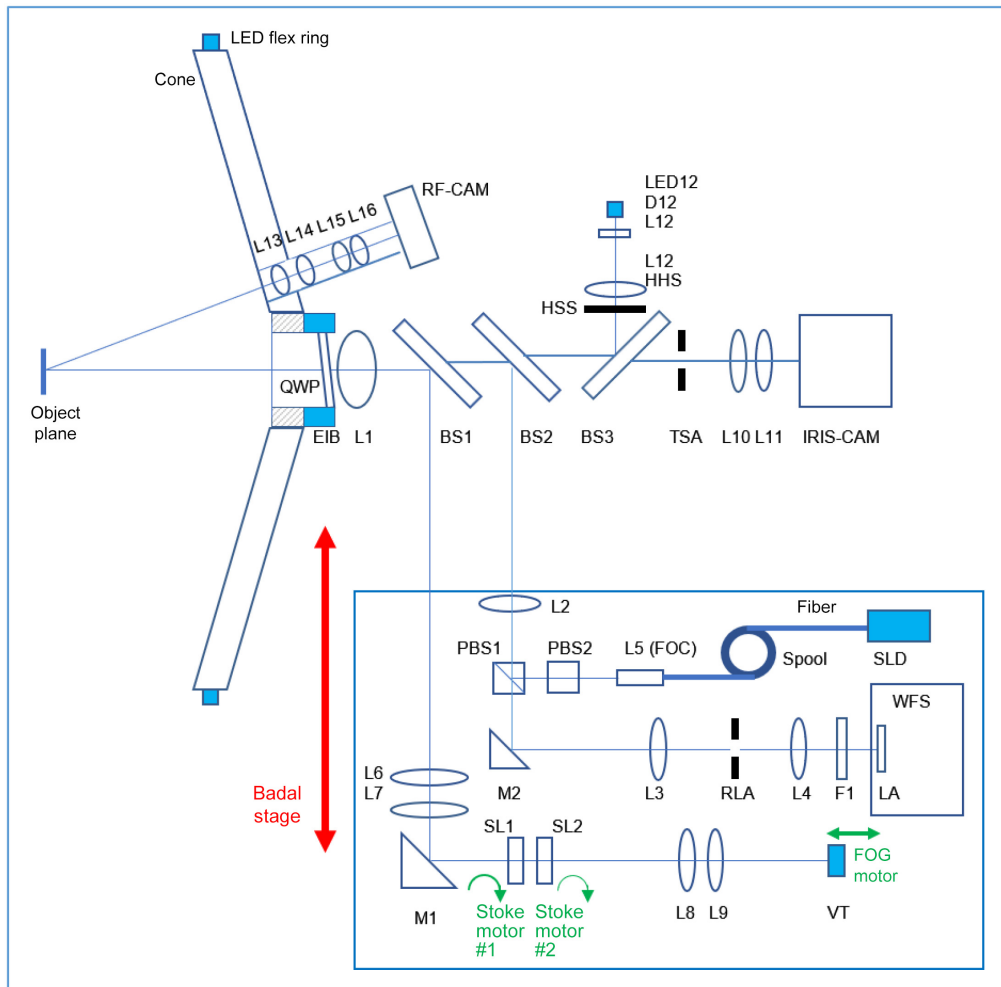 LED flex ring
Cone
RF-CAM
L13 L14 L15 L16
LED12
D12
L12
L12
HHS
HSS
QWP
Object
plane
EIB
L1
BS1
BS2
BS3
TSA
L10
L11
IRIS-CAM
L2
Fiber
PBS1
PBS2
L5 (FOC)
Spool
SLD
WFS
M2
L3
RLA
L4
F1
LA
Badal
stage
L6
L7
SL1
SL2
FOG
motor
M1
Stoke
motor
#1
Stoke
motor
#2
L8
L9
VT